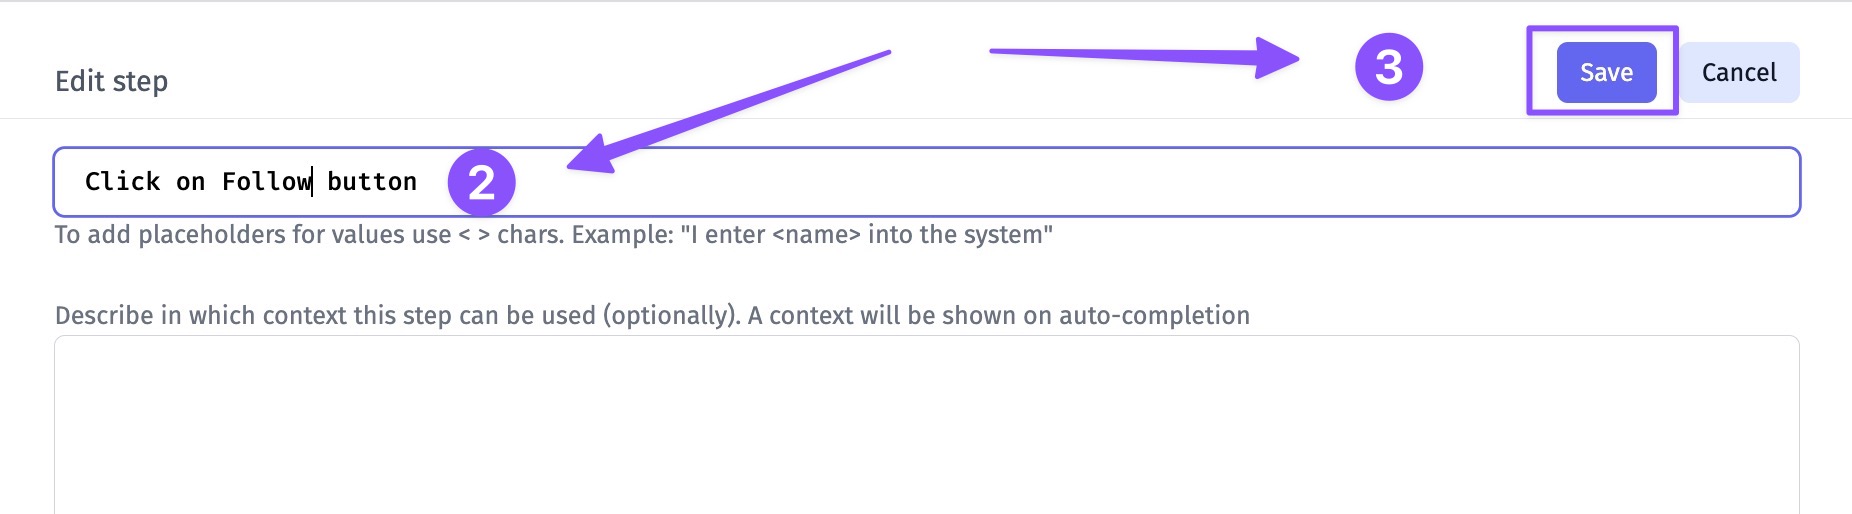 Edit step
3
Save
Cancel
Click on Follow button
2
To add placeholders for values use < > chars. Example: "I enter <name> into the system"
Describe in which context this step can be used (optionally). A context will be shown on auto-completion